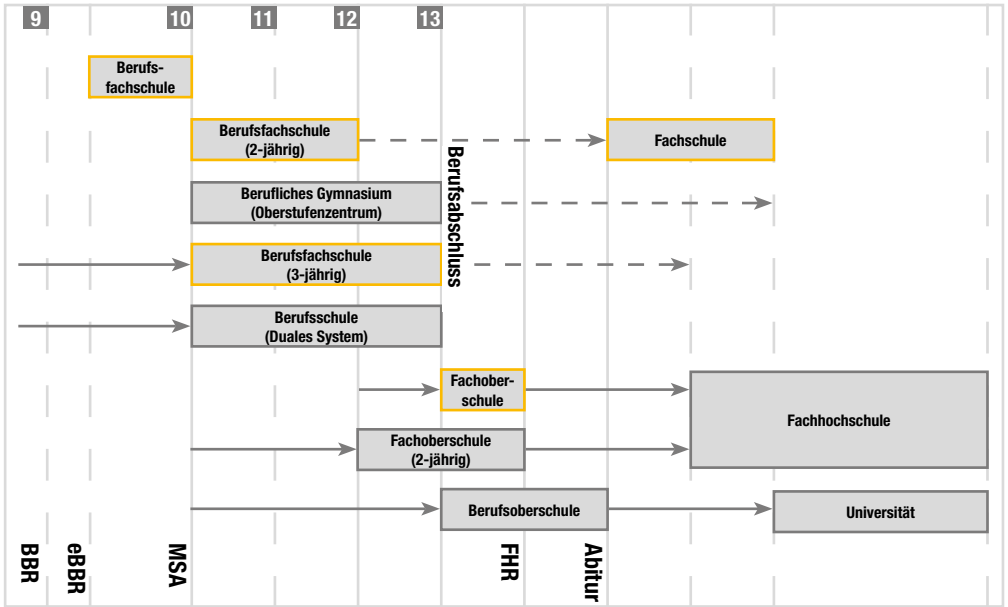 9
10
11
12
13
Berufs-
fachschule
Berufsfachschule
(2-jährig)
Fachschule
Berufliches Gymnasium
(Oberstufenzentrum)
Berufsabschluss
Berufsfachschule
(3-jährig)
Berufsschule
(Duales System)
Fachober-
schule
Fachhochschule
Fachoberschule
(2-jährig)
Berufsoberschule
Universität
BBR
eBBR
MSA
FHR
Abitur